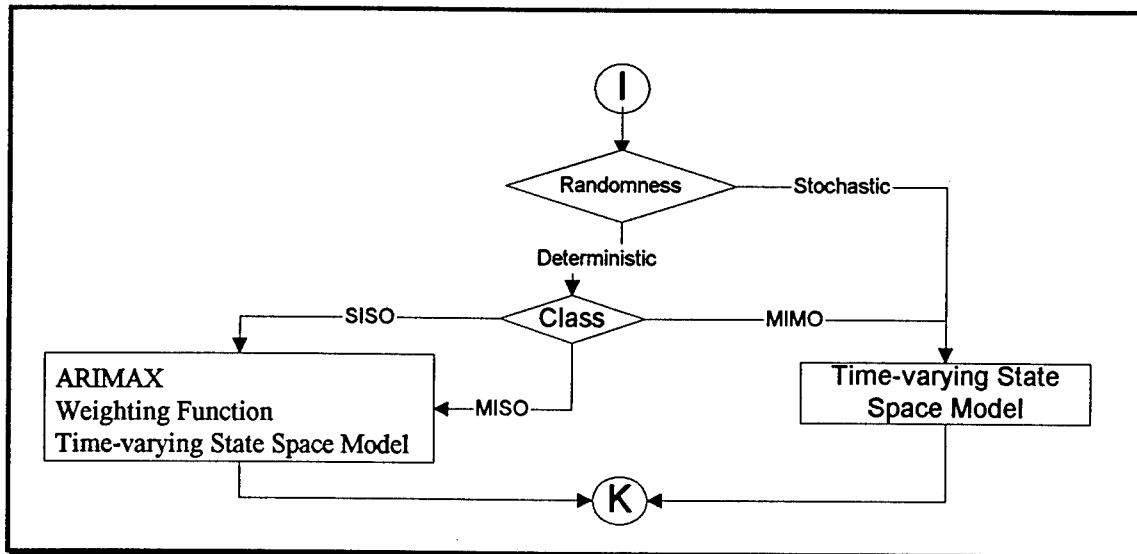 I
Randomness
Stochastic
Deterministic
SISO
Class
MIMO
ARIMAX
Weighting Function
Time-varying State Space Model
MISO
Time-varying State
Space Model
K